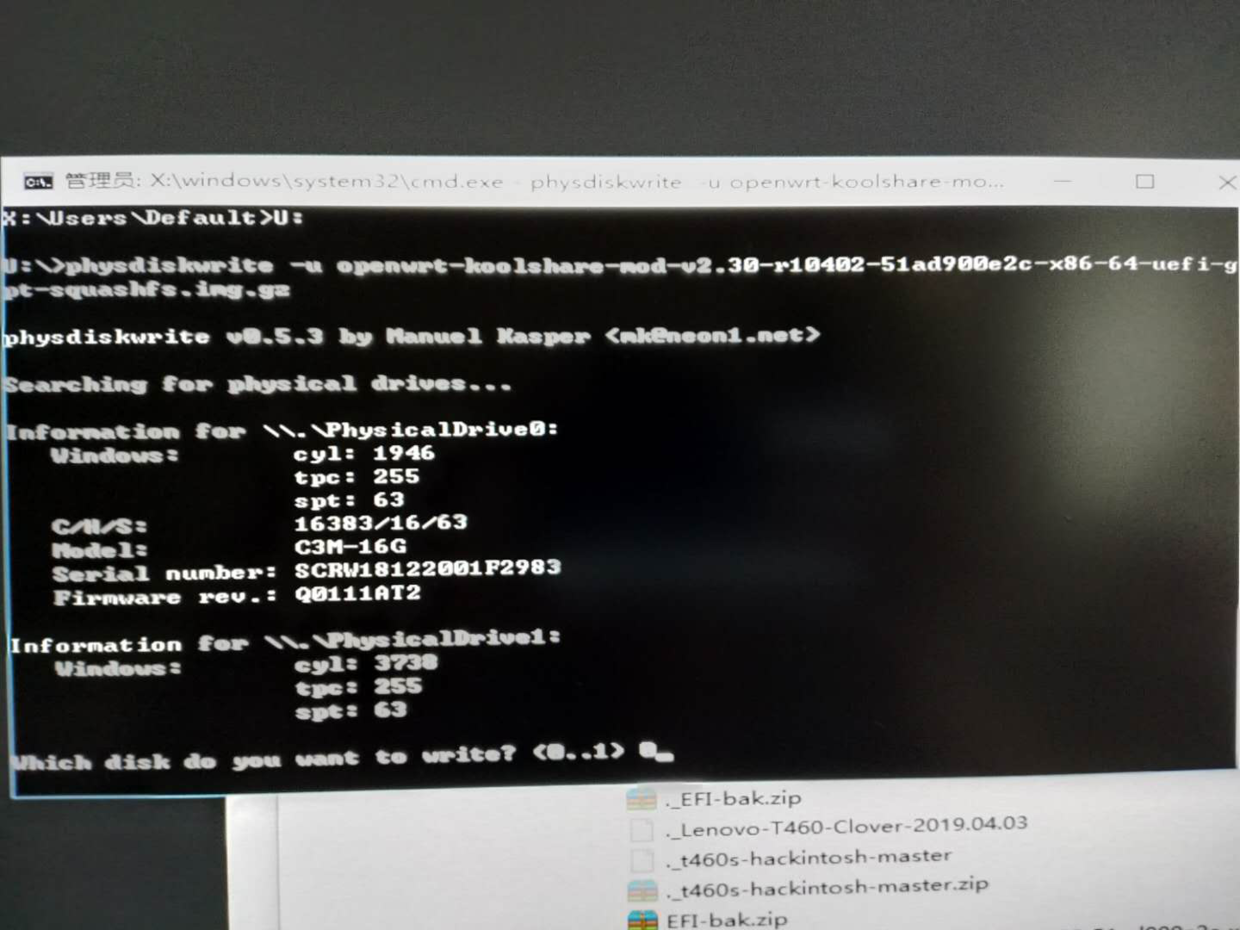 管理员: X:\windows\system32\cmd.exe - physdiskwrite -u openwrt-koolshare-mo...
X:\Users\Default>U:
U:\>physdiskwrite -u openwrt-koolshare-mod-v2.30-r10402-51ad900e2c-x86-64-uefi-g
pt-squashfs.img.gz
physdiskwrite v0.5.3 by Manuel Kasper <mk@neon1.net>
Searching for physical drives...
Information for \\.\PhysicalDrive0:
Windows: cyl: 1946
tpc: 255
spt: 63
C/H/S: 16383/16/63
Model: C3M-16G
Serial number: SCRW18122001F2983
Firmware rev.: Q0111AT2
Information for \\.\PhysicalDrive1:
Windows: cyl: 3738
tpc: 255
spt: 63
Which disk do you want to write? <0..1> 0_
._EFI-bak.zip
._Lenovo-T460-Clover-2019.04.03
._t460s-hackintosh-master
._t460s-hackintosh-master.zip
EFI-bak.zip